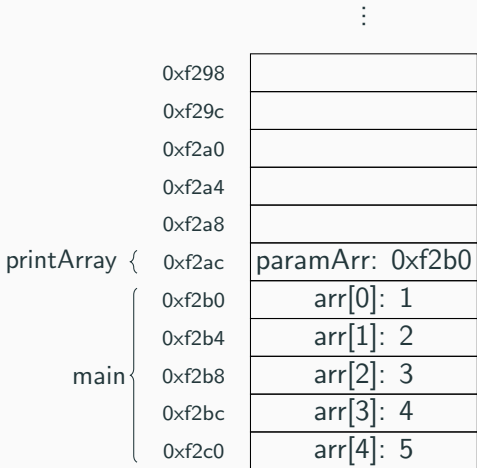 ⋮
0xf298
0xf29c
0xf2a0
0xf2a4
0xf2a8
printArray { 0xf2ac paramArr: 0xf2b0
0xf2b0 arr[0]: 1
0xf2b4 arr[1]: 2
main { 0xf2b8 arr[2]: 3
0xf2bc arr[3]: 4
0xf2c0 arr[4]: 5